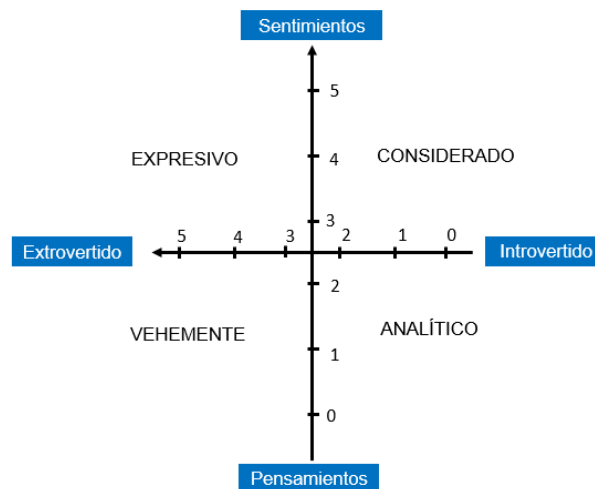 Sentimientos
5
EXPRESIVO
4
CONSIDERADO
3
5 4 3 2 1 0
Extrovertido
Introvertido
2
VEHEMENTE
ANALÍTICO
1
0
Pensamientos